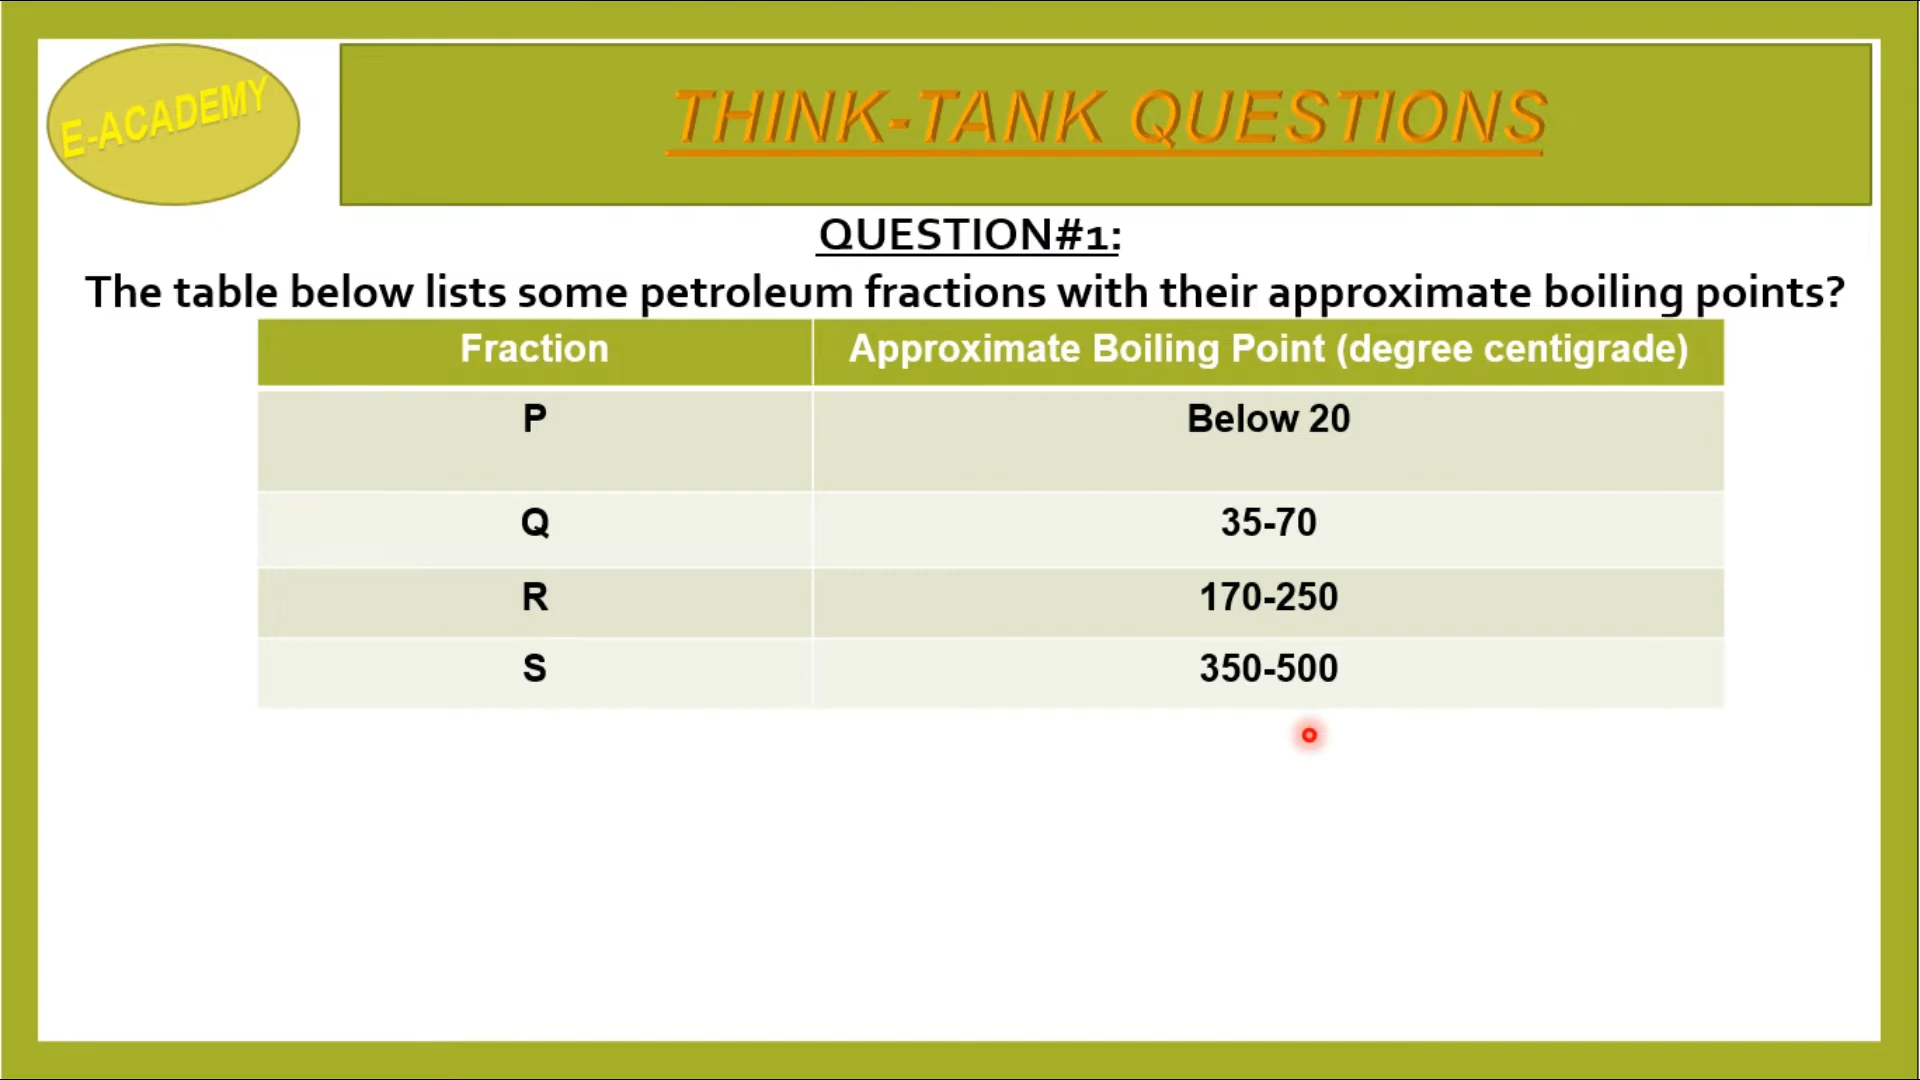 E-ACADEMY
THINK-TANK QUESTIONS
QUESTION#1:
The table below lists some petroleum fractions with their approximate boiling points?
Fraction Approximate Boiling Point (degree centigrade)
P Below 20
Q 35-70
R 170-250
S 350-500